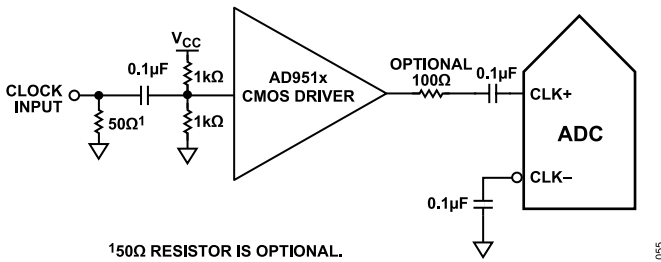 VCC
0.1µF
1kΩ
CLOCK
INPUT
50Ω1
1kΩ
AD951x
CMOS DRIVER
OPTIONAL
100Ω
0.1µF
CLK+
ADC
CLK–
0.1µF
150Ω RESISTOR IS OPTIONAL.
055